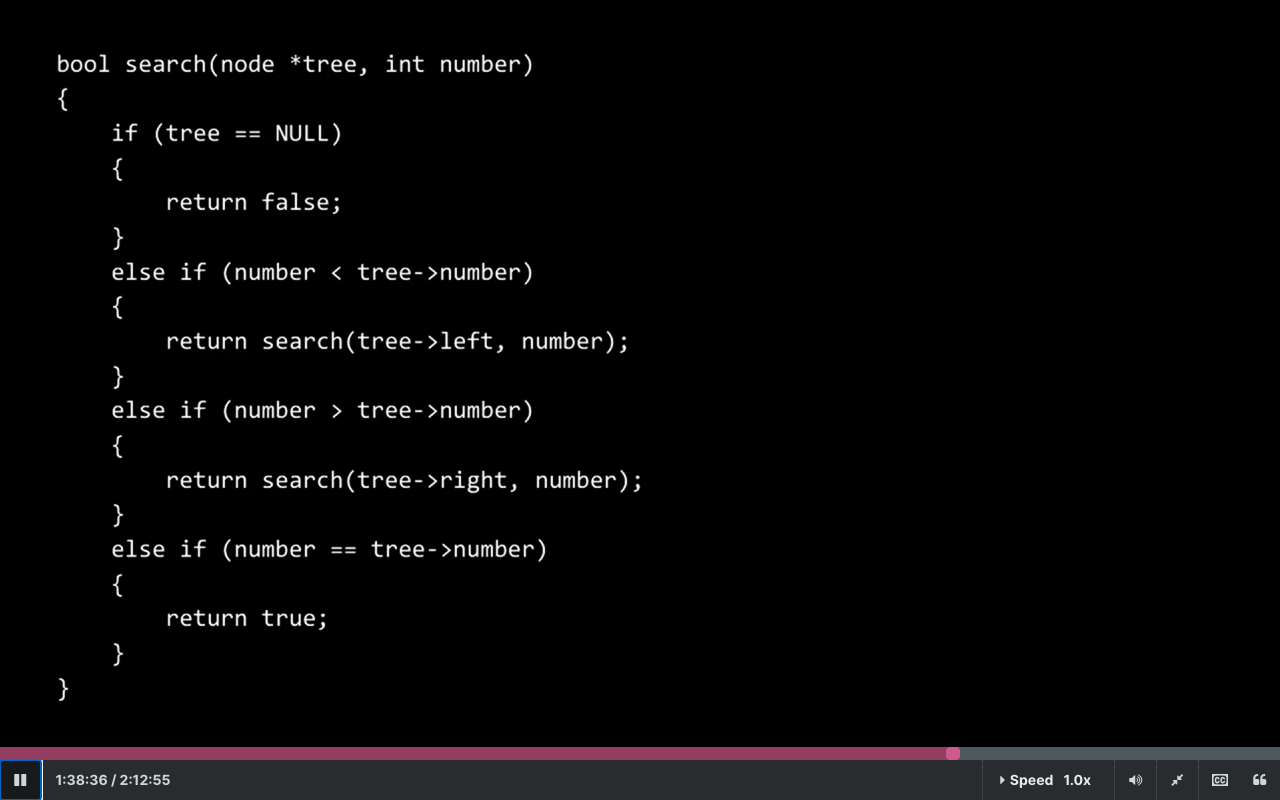 bool search(node *tree, int number)
{
    if (tree == NULL)
    {
        return false;
    }
    else if (number < tree->number)
    {
        return search(tree->left, number);
    }
    else if (number > tree->number)
    {
        return search(tree->right, number);
    }
    else if (number == tree->number)
    {
        return true;
    }
}
1:38:36 / 2:12:55 Speed 1.0x CC